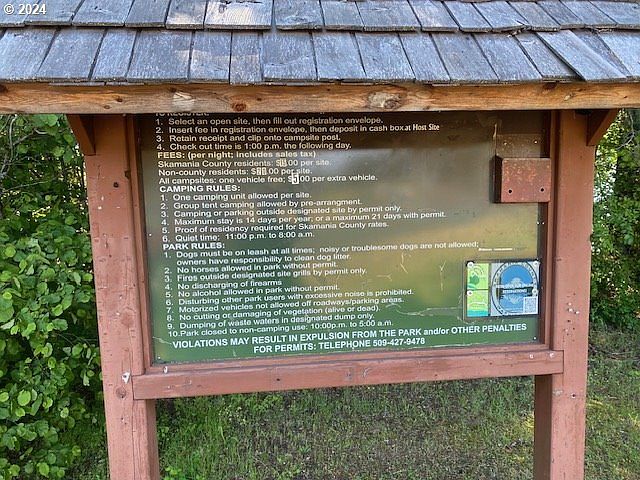 © 2024
TO REGISTER:
1. Select an open site, then fill out registration envelope.
2. Insert fee in registration envelope, then deposit in cash box at Host Site
3. Retain receipt and clip onto campsite post.
4. Check out time is 1:00 p.m. the following day.
FEES: (per night; includes sales tax)
Skamania County residents: .00 per site.
Non-county residents: .00 per site.
All campsites: one vehicle free; .00 per extra vehicle.
CAMPING RULES:
1. One camping unit allowed per site.
2. Group tent camping allowed by pre-arrangment.
3. Camping or parking outside designated site by permit only.
4. Maximum stay is 14 days per year; or a maximum 21 days with permit.
5. Proof of residency required for Skamania County rates.
6. Quiet time: 11:00 p.m. to 8:00 a.m.
PARK RULES:
1. Dogs must be on leash at all times; noisy or troublesome dogs are not allowed;
owners have responsibility to clean dog litter.
2. No horses allowed in park without permit.
3. Fires outside designated site grills by permit only.
4. No discharging of firearms
5. No alcohol allowed in park without permit.
6. Disturbing other park users with excessive noise is prohibited.
7. Motorized vehicles not allowed off roadways/parking areas.
8. No cutting or damaging of vegetation (alive or dead).
9. Dumping of waste waters in designated dump only.
10. Park closed to non-camping use: 10:00p.m. to 5:00 a.m.
VIOLATIONS MAY RESULT IN EXPULSION FROM THE PARK and/or OTHER PENALTIES
FOR PERMITS: TELEPHONE 509-427-9478